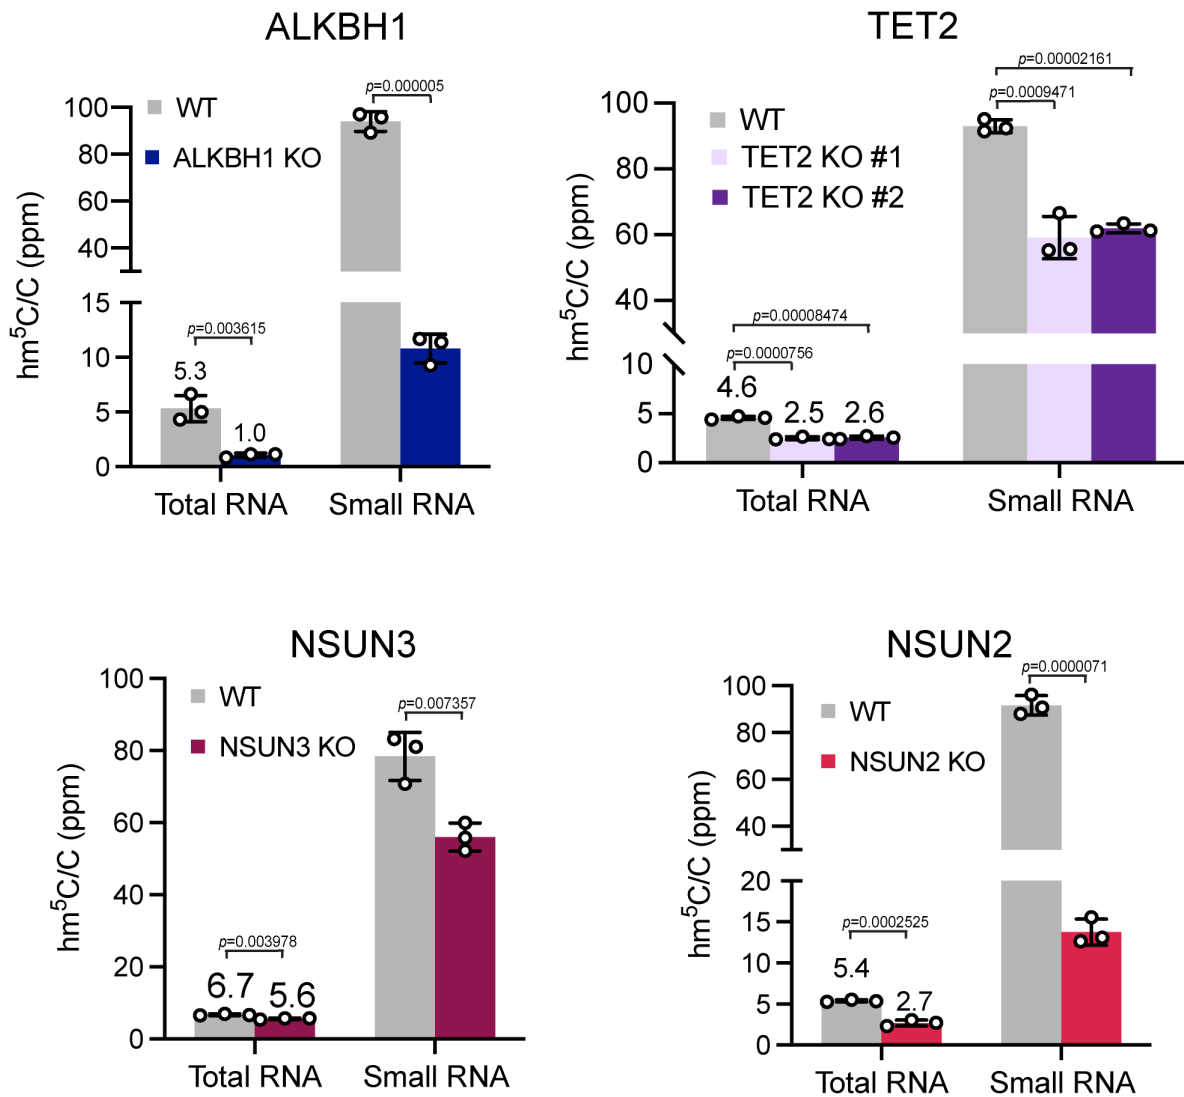 ALKBH1
hm⁵C/C (ppm)
100
80
60
40
15
10
5
0
WT
ALKBH1 KO
p=0.000005
p=0.003615
5.3
1.0
Total RNA
Small RNA
TET2
hm⁵C/C (ppm)
100
80
60
40
10
5
0
WT
TET2 KO #1
TET2 KO #2
p=0.00002161
p=0.0009471
p=0.00008474
p=0.0000756
4.6
2.5
2.6
Total RNA
Small RNA
NSUN3
hm⁵C/C (ppm)
100
80
60
40
20
0
WT
NSUN3 KO
p=0.007357
p=0.003978
6.7
5.6
Total RNA
Small RNA
NSUN2
hm⁵C/C (ppm)
100
80
60
40
20
15
10
5
0
WT
NSUN2 KO
p=0.0000071
p=0.0002525
5.4
2.7
Total RNA
Small RNA